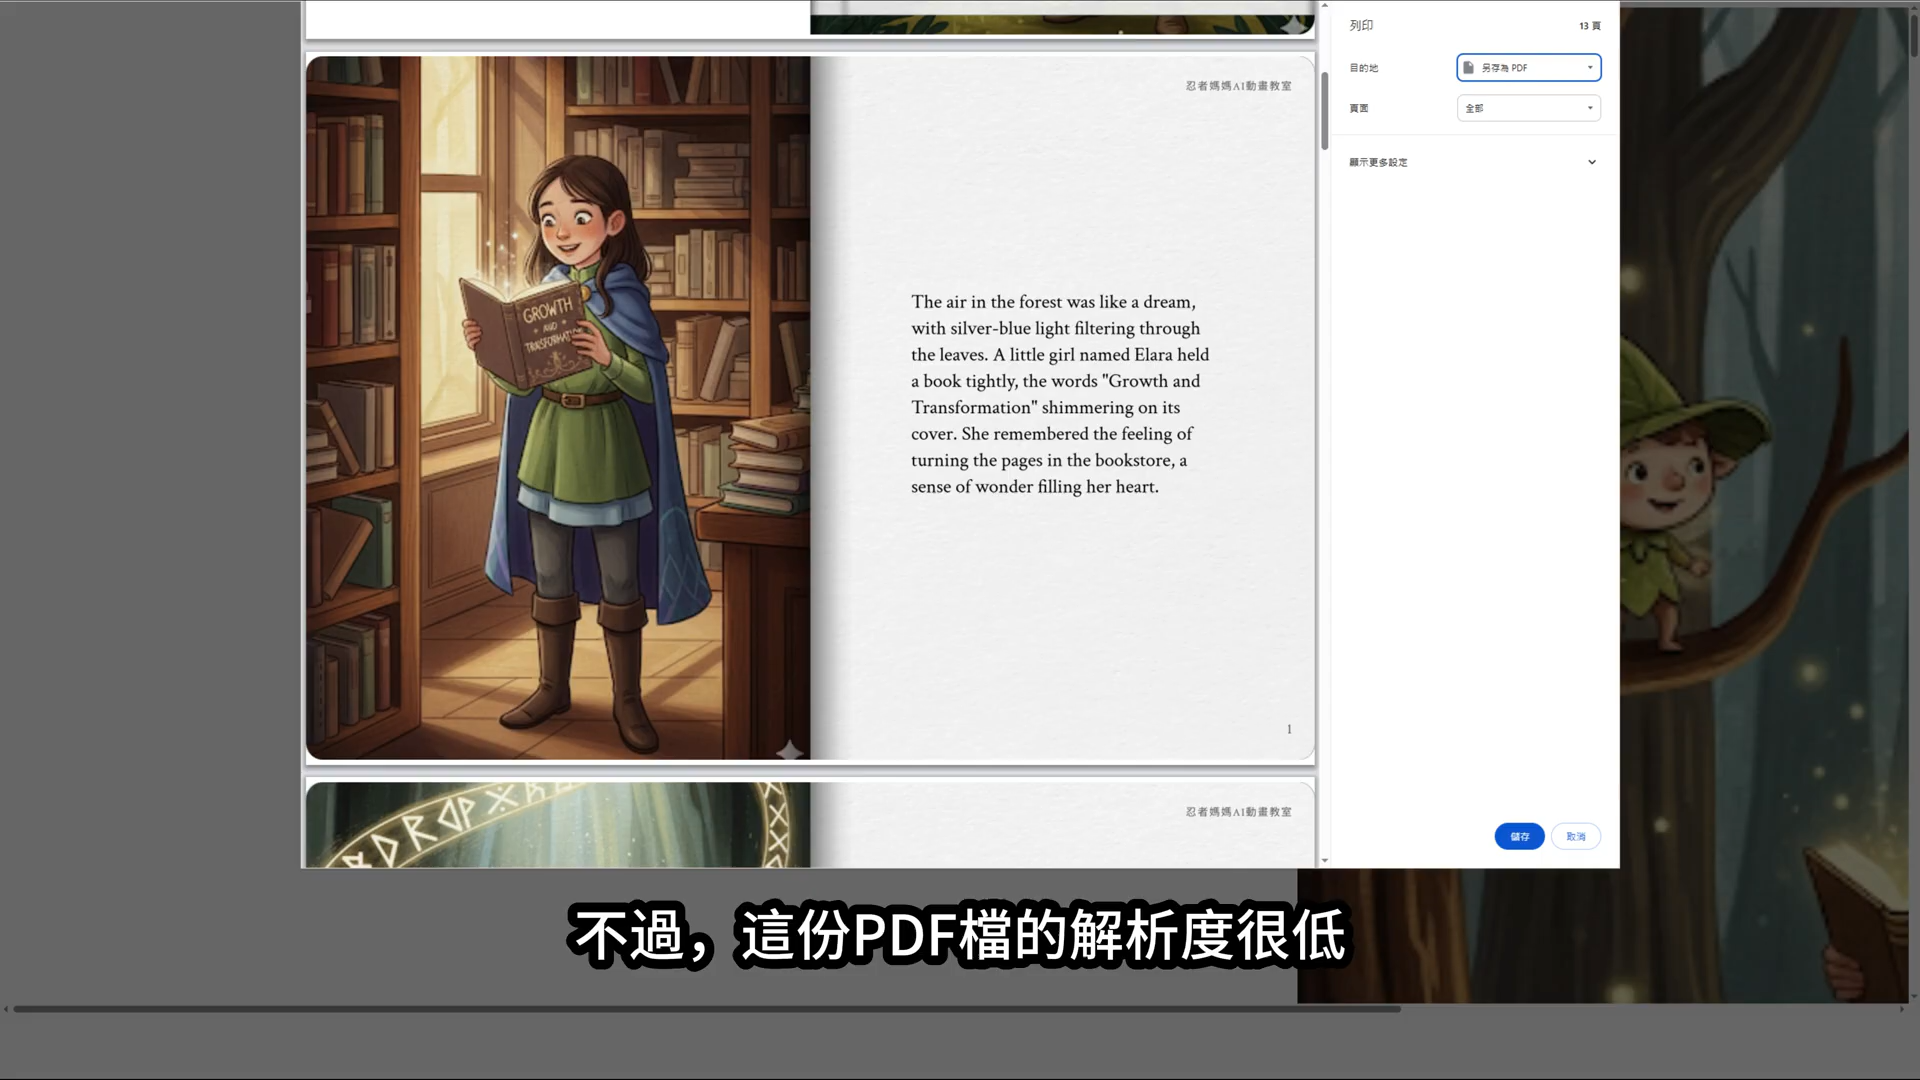 忍者媽媽AI動畫教室
GROWTH
AND
TRANSFORMATION
The air in the forest was like a dream,
with silver-blue light filtering through
the leaves. A little girl named Elara held
a book tightly, the words "Growth and
Transformation" shimmering on its
cover. She remembered the feeling of
turning the pages in the bookstore, a
sense of wonder filling her heart.
1
忍者媽媽AI動畫教室
列印
13 頁
目的地
另存為 PDF
頁面
全部
顯示更多設定
儲存
取消
不過，這份PDF檔的解析度很低